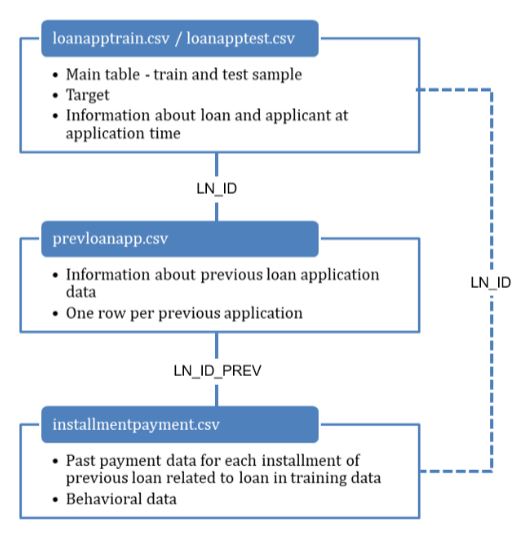 loanapptrain.csv / loanapptest.csv
• Main table - train and test sample
• Target
• Information about loan and applicant at
application time
LN_ID
prevloanapp.csv
• Information about previous loan application
data
• One row per previous application
LN_ID
LN_ID_PREV
installmentpayment.csv
• Past payment data for each installment of
previous loan related to loan in training data
• Behavioral data